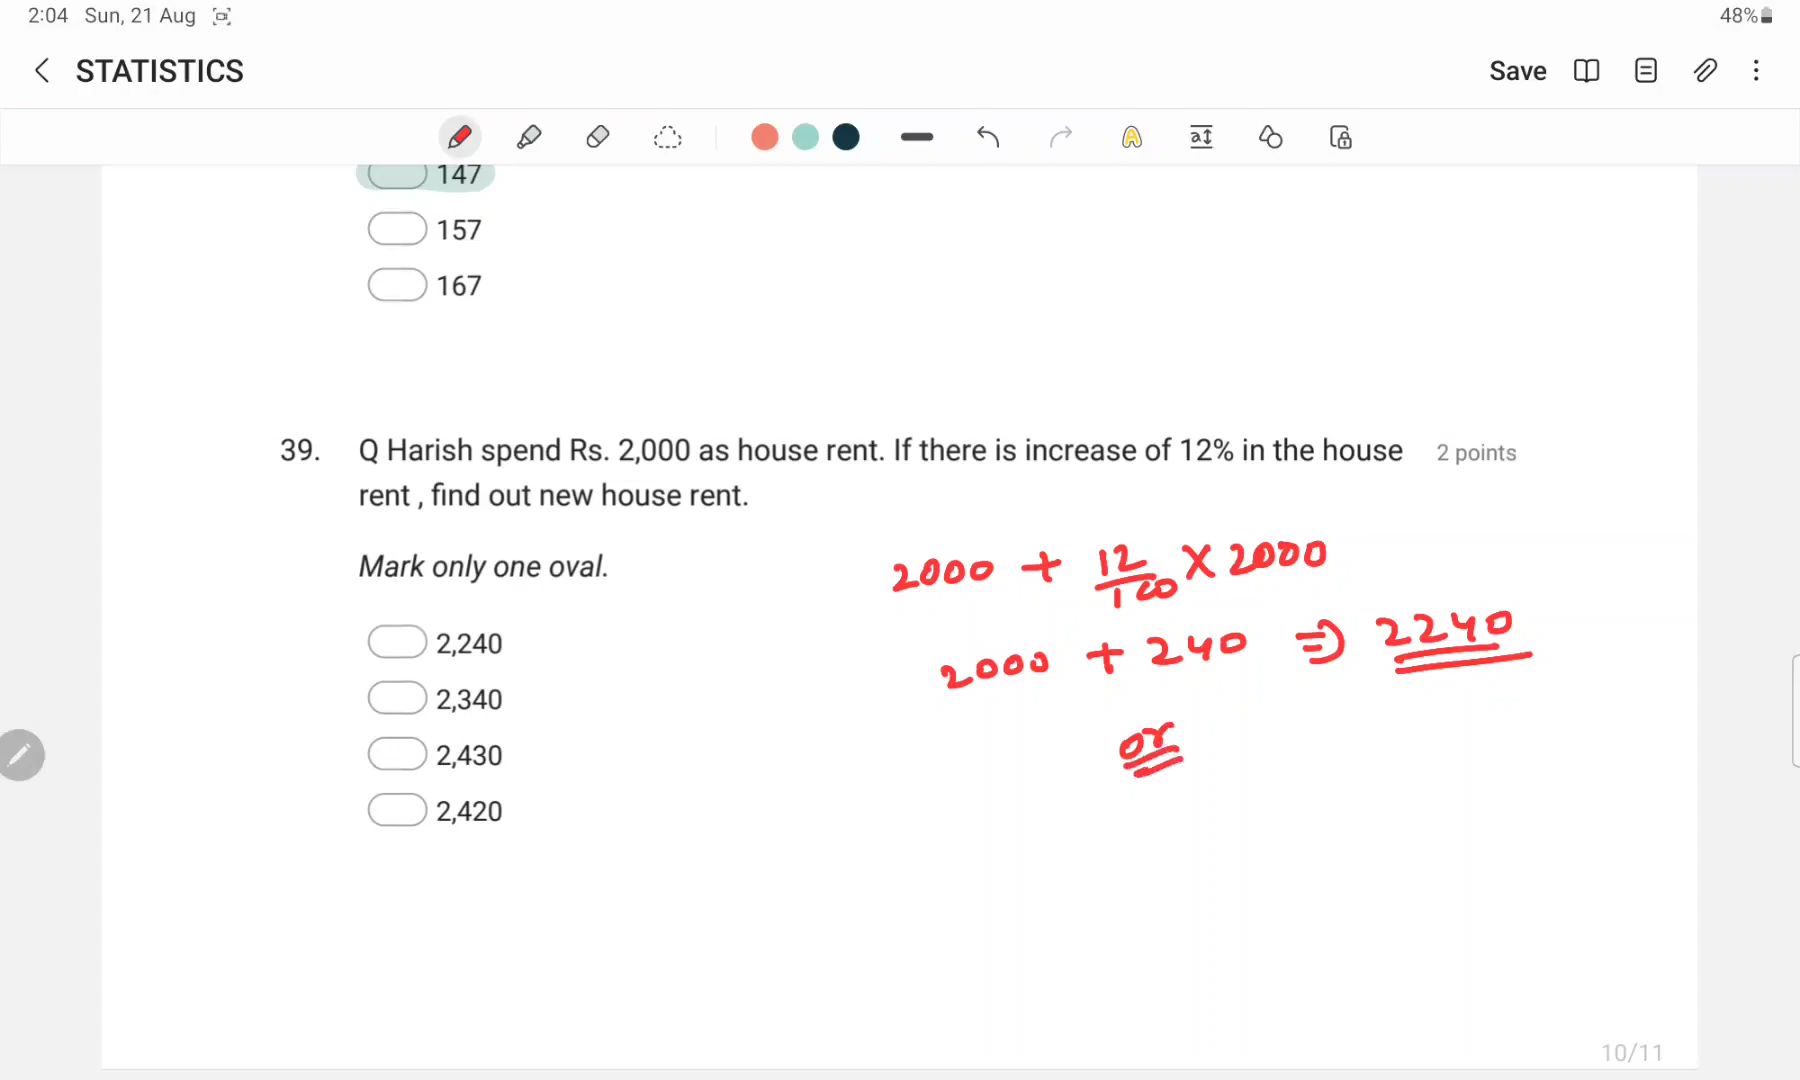 2:04 Sun, 21 Aug 48%
STATISTICS Save
147
157
167
39. Q Harish spend Rs. 2,000 as house rent. If there is increase of 12% in the house 2 points
rent , find out new house rent.
Mark only one oval.
2000 + 12/100 X 2000
2,240
2000 + 240 ⇒ 2240
2,340
or
2,430
2,420
10/11